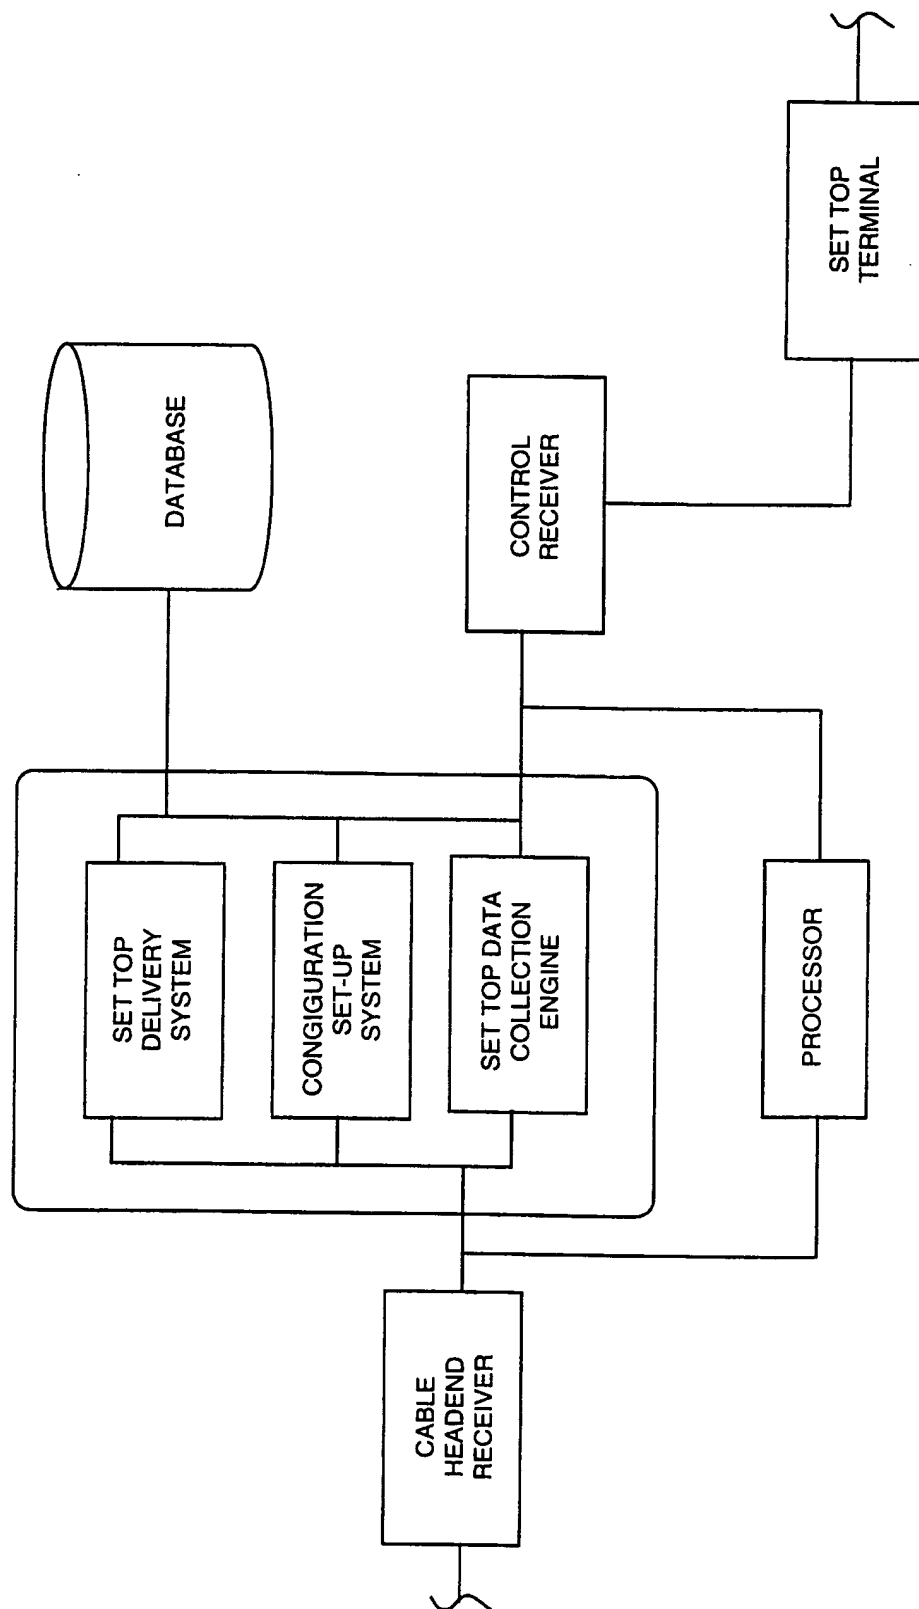 CABLE
HEADEND
RECEIVER
SET TOP
DELIVERY
SYSTEM
CONGIGURATION
SET-UP
SYSTEM
SET TOP DATA
COLLECTION
ENGINE
PROCESSOR
DATABASE
CONTROL
RECEIVER
SET TOP
TERMINAL